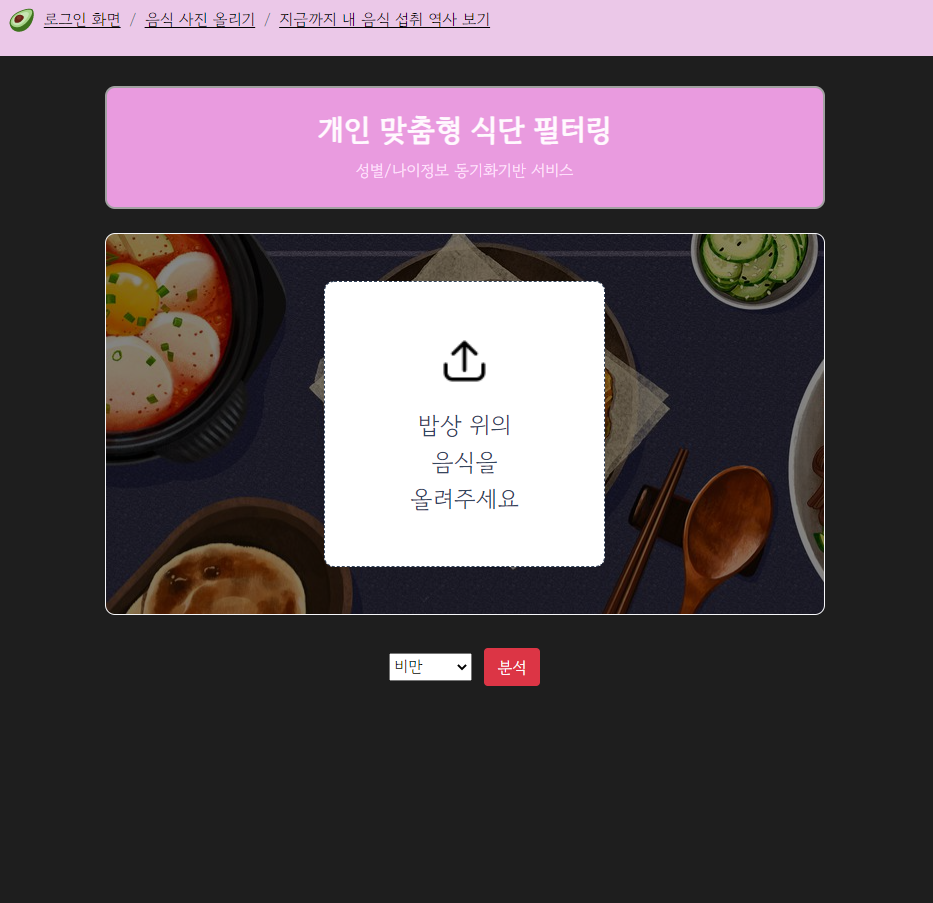 로그인 화면 / 음식 사진 올리기 / 지금까지 내 음식 섭취 역사 보기
개인 맞춤형 식단 필터링
성별/나이정보 동기화기반 서비스
밥상 위의
음식을
올려주세요
비만 분석